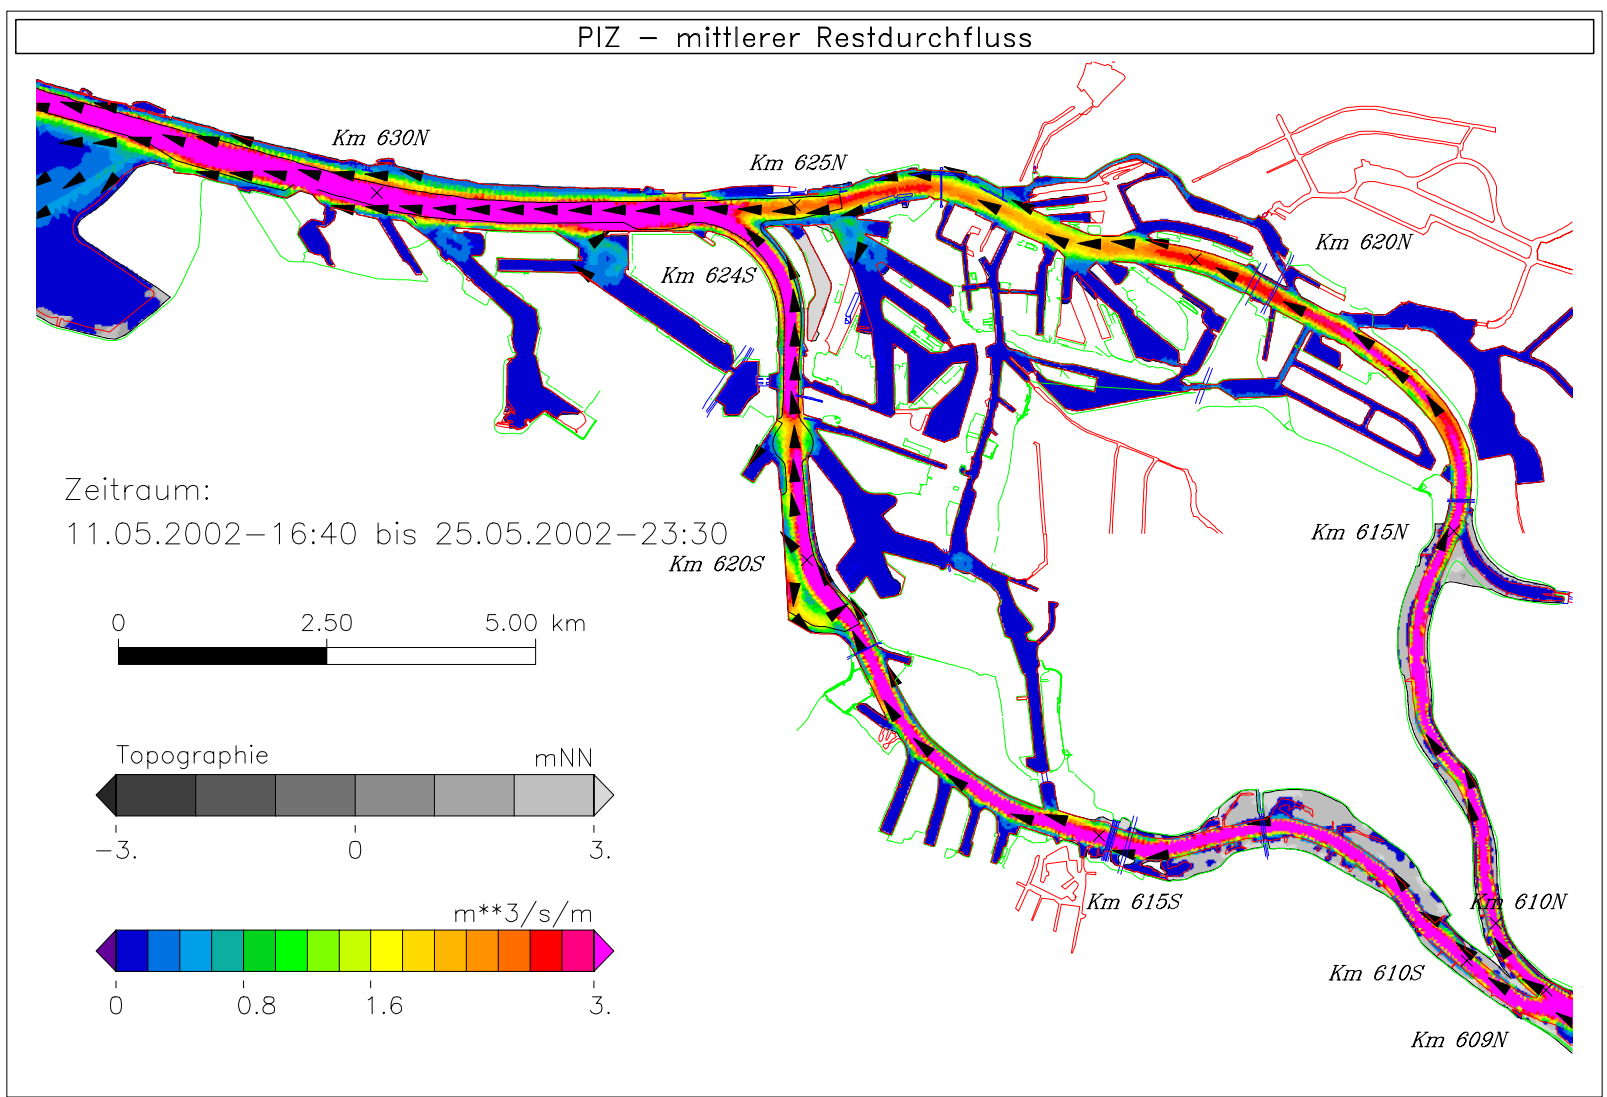 PIZ - mittlerer Restdurchfluss
Km 630N
Km 625N
Km 620N
Km 624S
Zeitraum:
11.05.2002-16:40 bis 25.05.2002-23:30
Km 615N
Km 620S
0 2.50 5.00 km
Topographie mNN
-3. 0 3.
Km 615S
Km 610N
m**3/s/m
0 0.8 1.6 3.
Km 610S
Km 609N